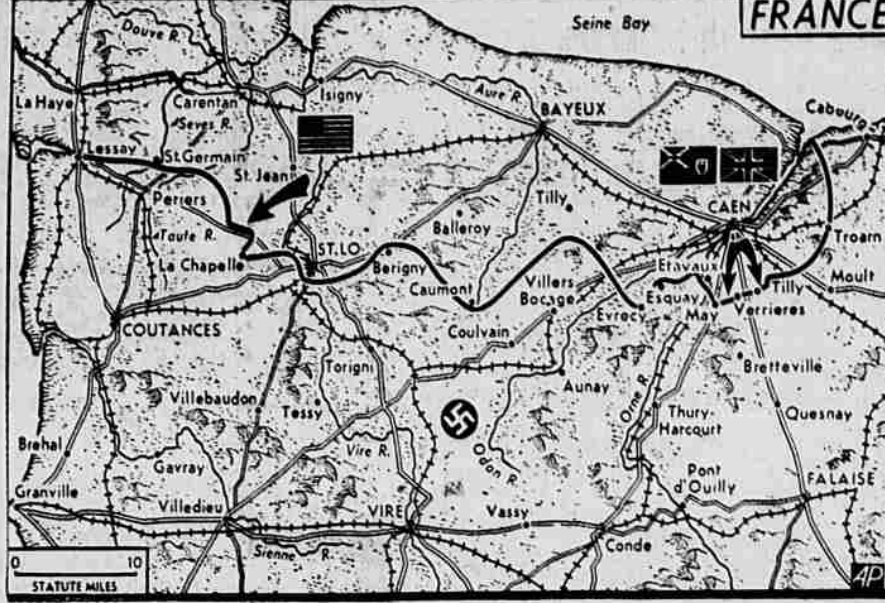 Seine Bay
FRANCE
Douve R.
La Haye
Carentan
Isigny
Aure R.
BAYEUX
Cabourg
Seves R.
Lessay
St. Germain
St. Jean
Tilly
CAEN
Periers
Balleroy
Troarn
Taute R.
ST. LO
La Chapelle
Berigny
Etavaux
Caumont
Villers
Bocage
Esquay
Tilly
Moult
Evrecy
May
Verrieres
COUTANCES
Coulvain
Torigni
Bretteville
Aunay
Orne R.
Villebaudon
Tessy
Thury-
Harcourt
Quesnay
Odon R.
Brehal
Vire R.
Gavray
Pont
d'Ouilly
FALAISE
Granville
Villedieu
VIRE
Vassy
Sienne R.
Conde
0 10
STATUTE MILES
AP